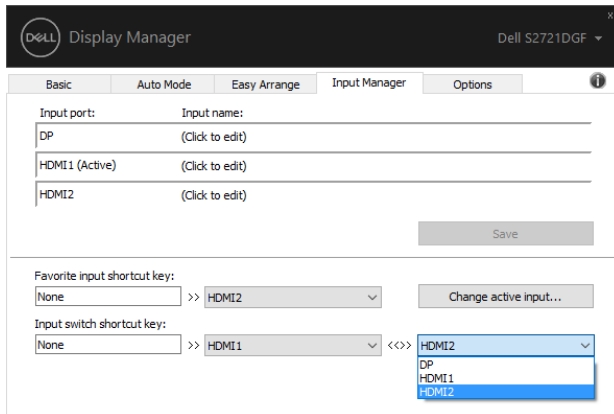 x
DELL Display Manager Dell S2721DGF
Basic Auto Mode Easy Arrange Input Manager Options i
Input port: Input name:
DP (Click to edit)
HDMI1 (Active) (Click to edit)
HDMI2 (Click to edit)
Save
Favorite input shortcut key:
None >> HDMI2 Change active input...
Input switch shortcut key:
None >> HDMI1 <<>> HDMI2
DP
HDMI1
HDMI2